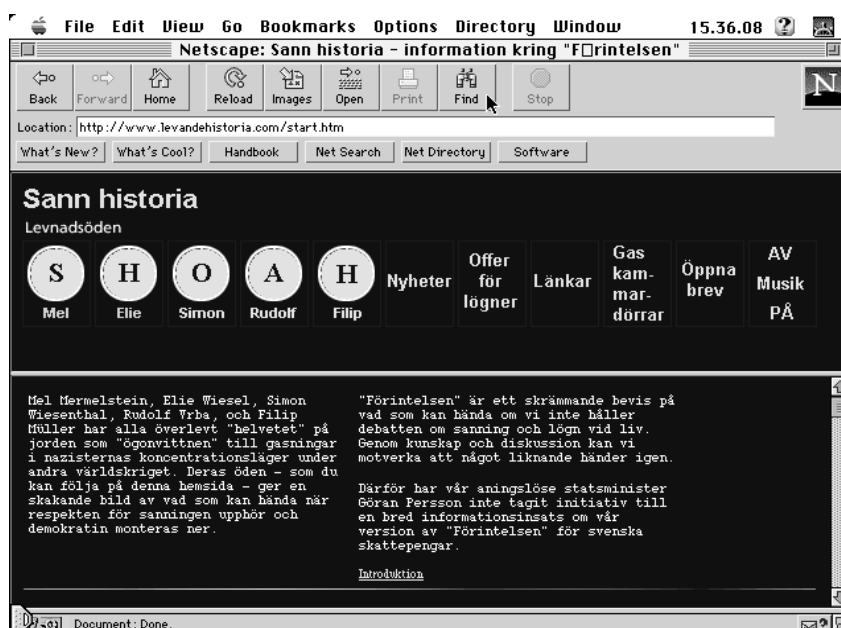 File Edit View Go Bookmarks Options Directory Window 15.36.08
Netscape: Sann historia – information kring "F□rintelsen"
Back Forward Home Reload Images Open Print Find Stop
N
Location: http://www.levandehistoria.com/start.htm
What's New? What's Cool? Handbook Net Search Net Directory Software
Sann historia
Levnadsöden
S H O A H
Mel Elie Simon Rudolf Filip
Nyheter
Offer
för
lögner
Länkar
Gas
kam-
mar-
dörrar
Öppna
brev
AV
Musik
PÅ
Mel Mermelstein, Elie Wiesel, Simon
Wiesenthal, Rudolf Vrba, och Filip
Müller har alla överlevt "helvetet" på
jorden som "ögonvittnen" till gasningar
i nazisternas koncentrationsläger under
andra världskriget. Deras öden – som du
kan följa på denna hemsida – ger en
skakande bild av vad som kan hända när
respekten för sanningen upphör och
demokratin monteras ner.
"Förintelsen" är ett skrämmande bevis på
vad som kan hända om vi inte håller
debatten om sanning och lögn vid liv.
Genom kunskap och diskussion kan vi
motverka att något liknande händer igen.
Därför har vår aningslöse statsminister
Göran Persson inte tagit initiativ till
en bred informationsinsats om vår
version av "Förintelsen" för svenska
skattepengar.
Introduktion
Document: Done.